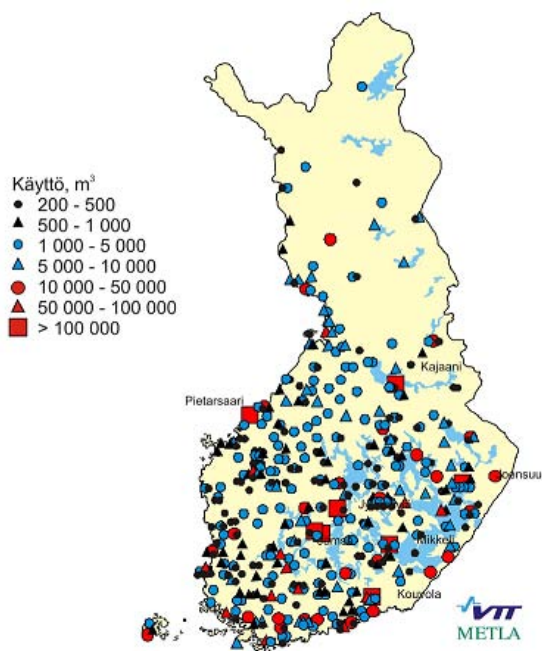 Käyttö, m³
200 - 500
500 - 1 000
1 000 - 5 000
5 000 - 10 000
10 000 - 50 000
50 000 - 100 000
> 100 000
Kajaani
Pietarsaari
Joensuu
Mikkeli
Kouvola
VTT
METLA